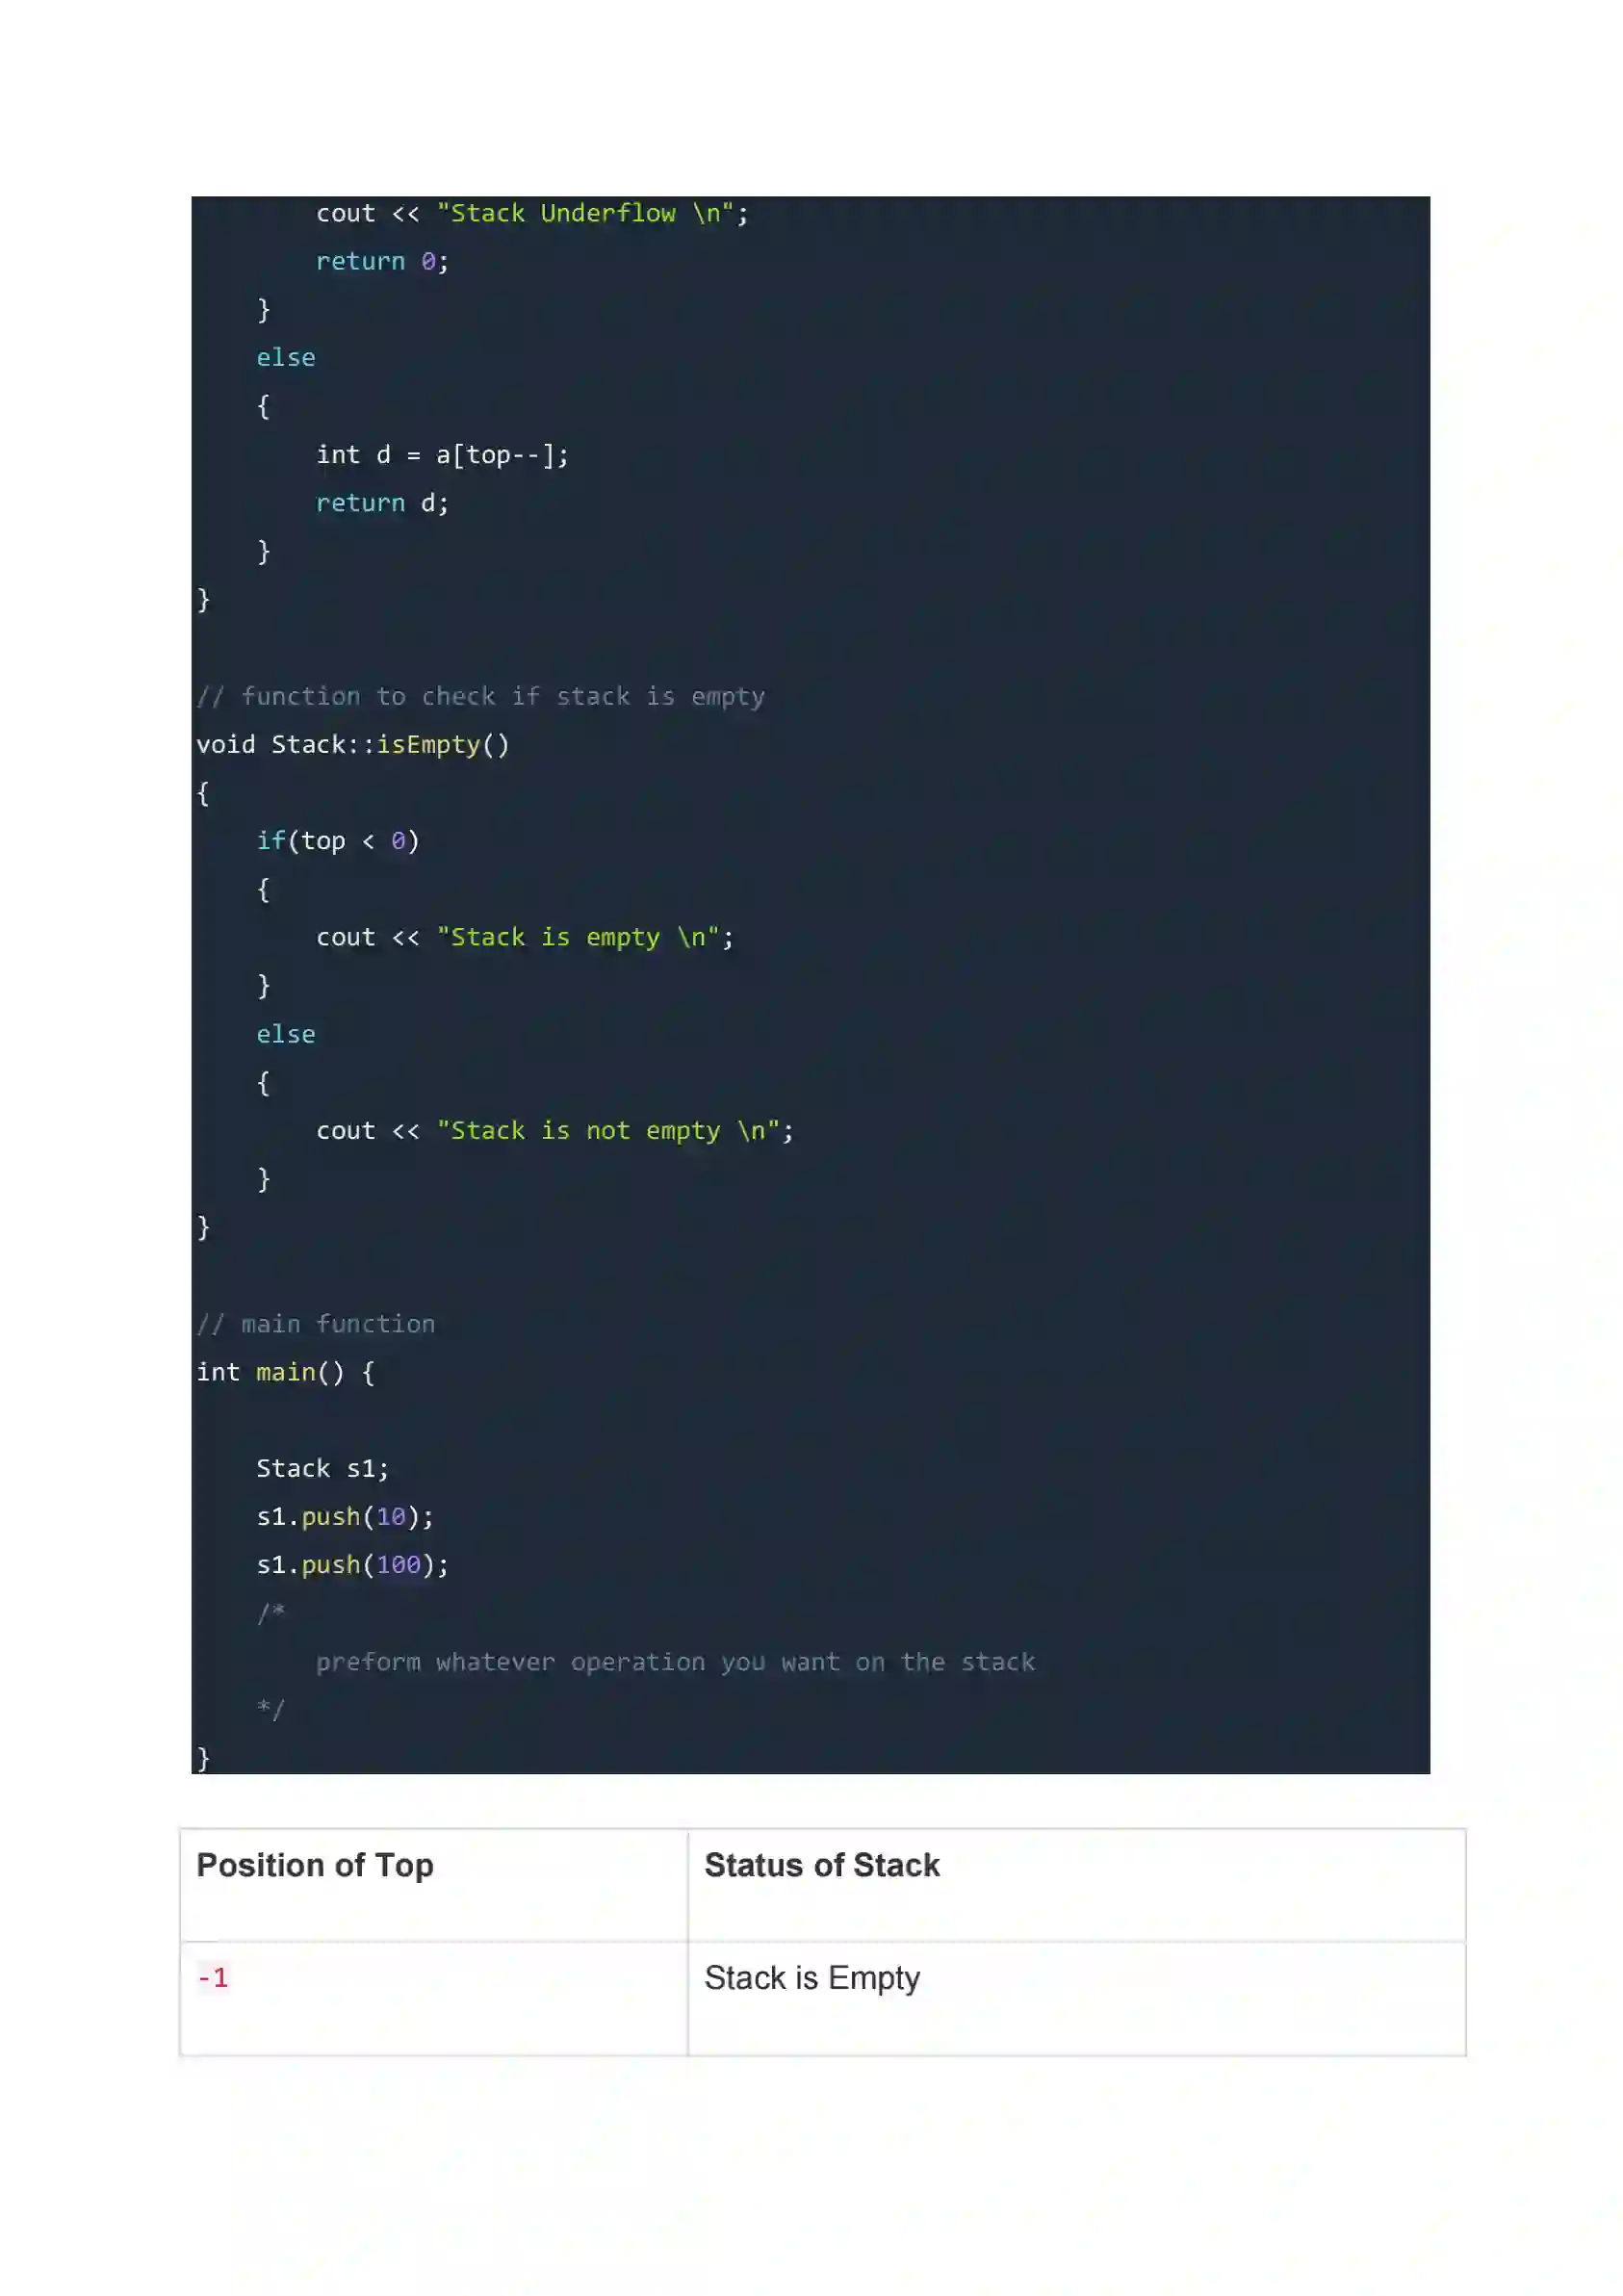 cout << "Stack Underflow \n";
        return 0;
    }
    else
    {
        int d = a[top--];
        return d;
    }
}
// function to check if stack is empty
void Stack::isEmpty()
{
    if(top < 0)
    {
        cout << "Stack is empty \n";
    }
    else
    {
        cout << "Stack is not empty \n";
    }
}
// main function
int main() {
    Stack s1;
    s1.push(10);
    s1.push(100);
    /*
        preform whatever operation you want on the stack
    */
}
Position of Top Status of Stack
-1 Stack is Empty